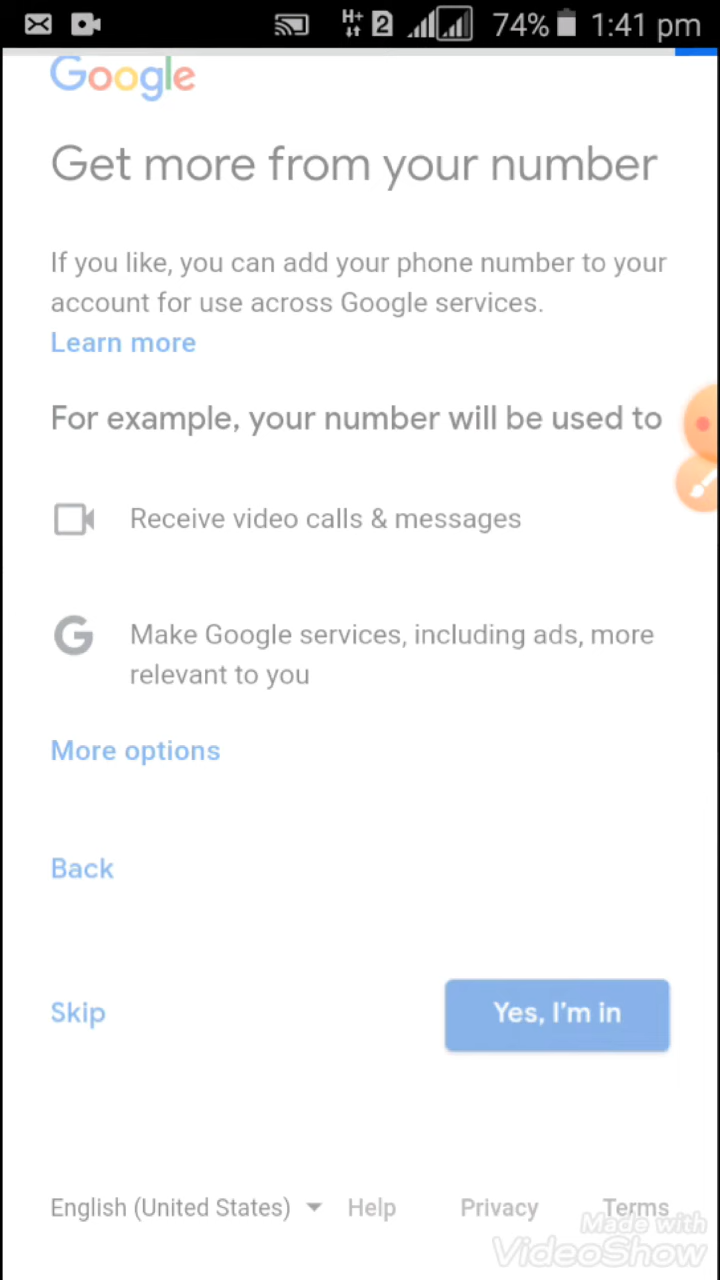 H+ 2 74% 1:41 pm
Google
Get more from your number
If you like, you can add your phone number to your
account for use across Google services.
Learn more
For example, your number will be used to
Receive video calls & messages
G Make Google services, including ads, more
relevant to you
More options
Back
Skip Yes, I'm in
English (United States) Help Privacy Terms
Made with
VideoShow